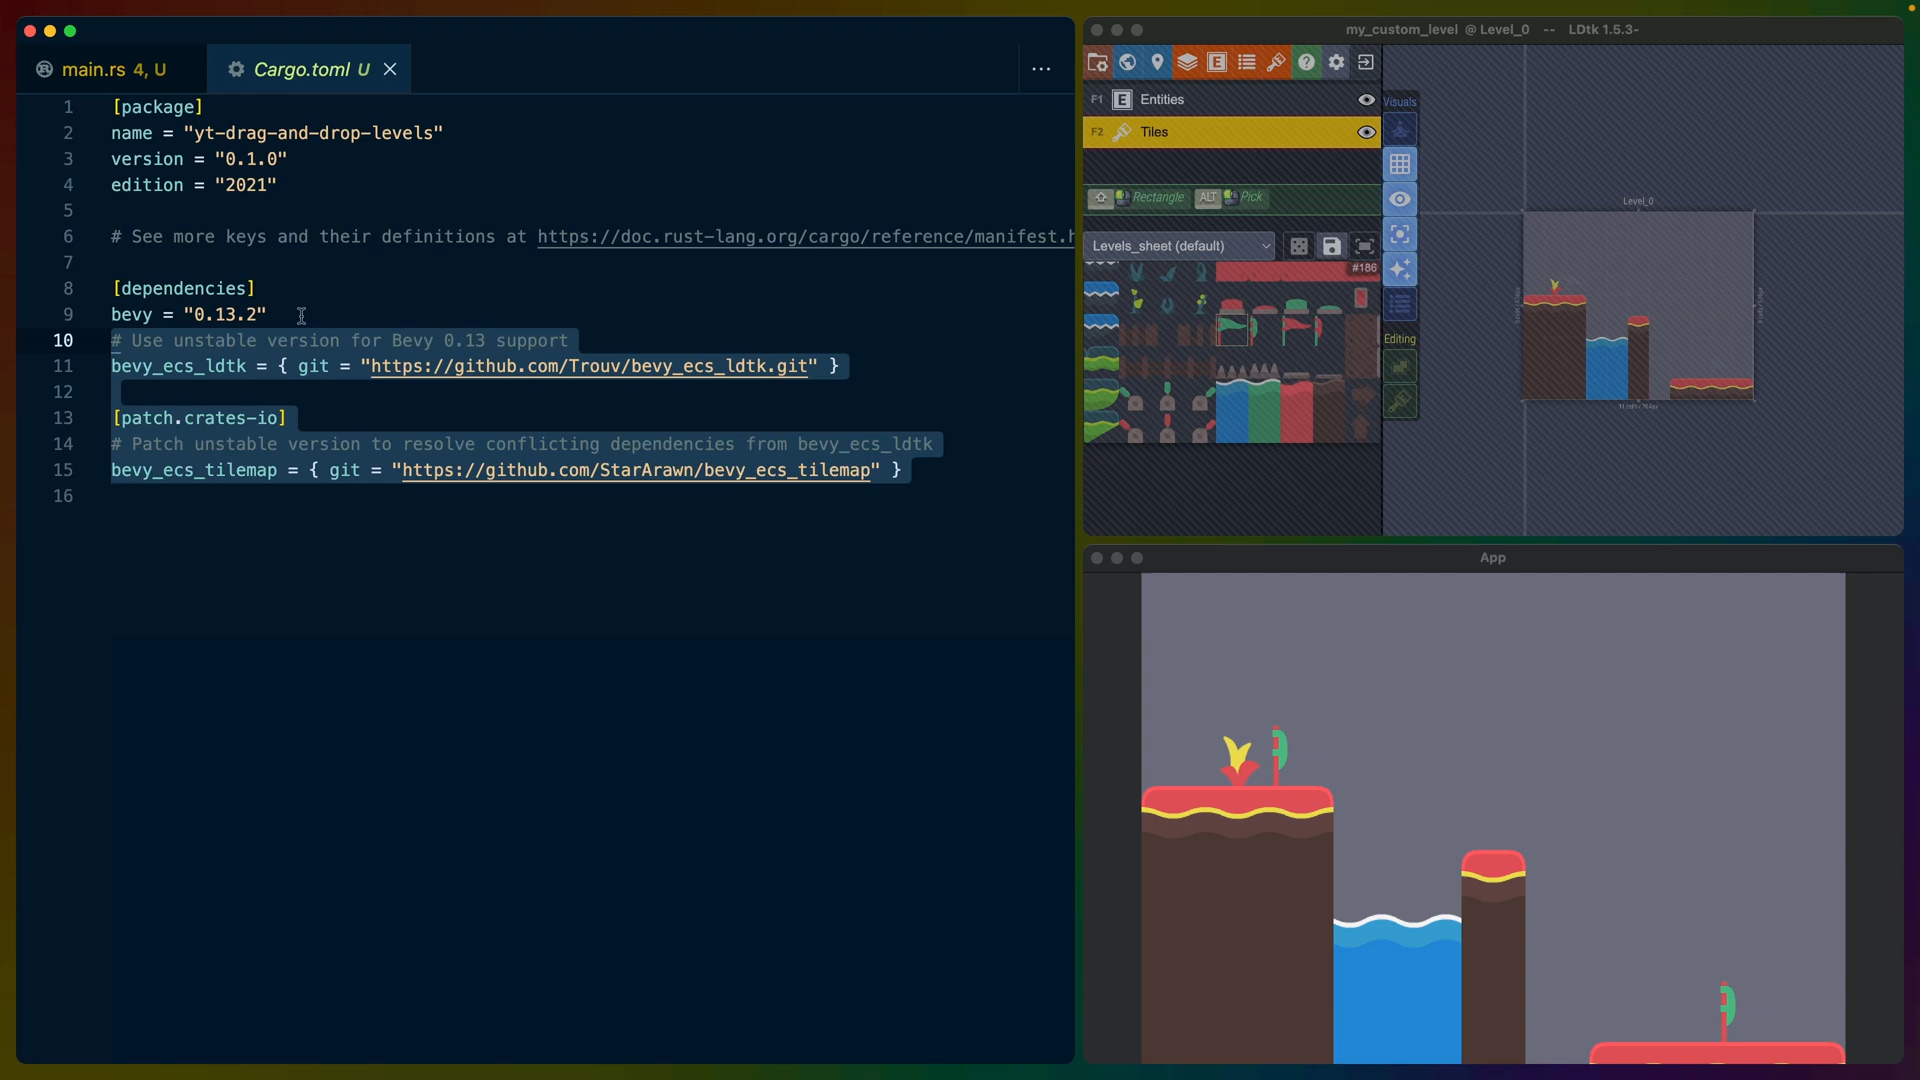 main.rs 4, U
Cargo.toml U
1 [package]
2 name = "yt-drag-and-drop-levels"
3 version = "0.1.0"
4 edition = "2021"
5
6 # See more keys and their definitions at https://doc.rust-lang.org/cargo/reference/manifest.h
7
8 [dependencies]
9 bevy = "0.13.2"
10 # Use unstable version for Bevy 0.13 support
11 bevy_ecs_ldtk = { git = "https://github.com/Trouv/bevy_ecs_ldtk.git" }
12
13 [patch.crates-io]
14 # Patch unstable version to resolve conflicting dependencies from bevy_ecs_ldtk
15 bevy_ecs_tilemap = { git = "https://github.com/StarArawn/bevy_ecs_tilemap" }
16
my_custom_level @ Level_0 -- LDtk 1.5.3-
F1 E Entities
F2 Tiles
Rectangle ALT Pick
Levels_sheet (default)
#186
Visuals
Editing
Level_0
App